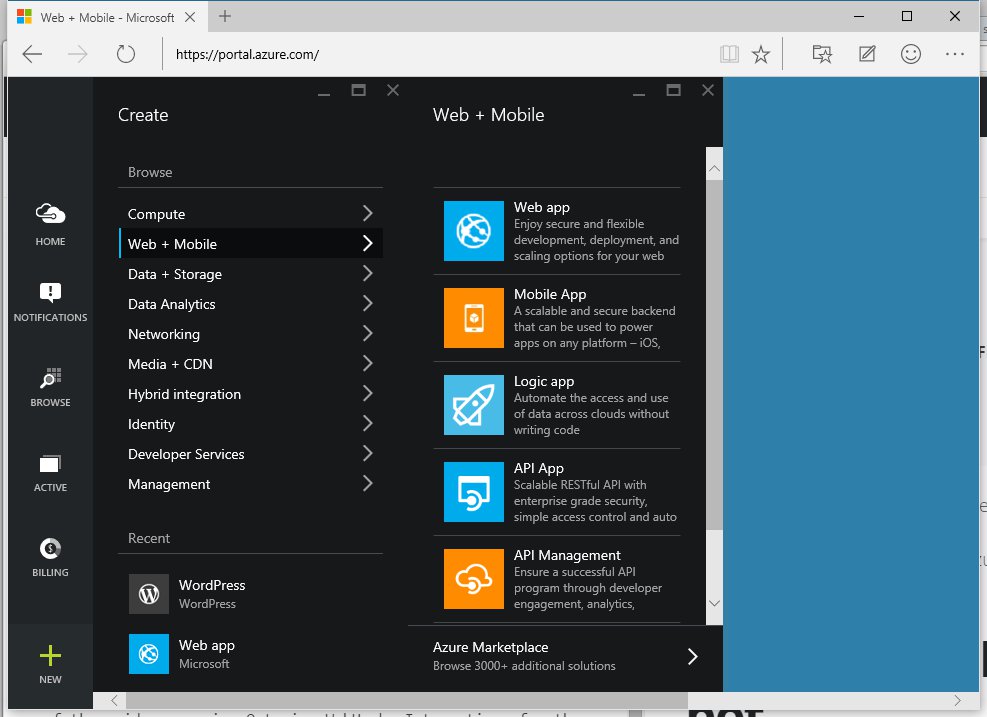 Web + Mobile - Microsoft
https://portal.azure.com/
HOME
NOTIFICATIONS
BROWSE
ACTIVE
BILLING
NEW
Create
Browse
Compute
Web + Mobile
Data + Storage
Data Analytics
Networking
Media + CDN
Hybrid integration
Identity
Developer Services
Management
Recent
WordPress
WordPress
Web app
Microsoft
Web + Mobile
Web app
Enjoy secure and flexible
development, deployment, and
scaling options for your web
Mobile App
A scalable and secure backend
that can be used to power
apps on any platform – iOS,
Logic app
Automate the access and use
of data across clouds without
writing code
API App
Scalable RESTful API with
enterprise grade security,
simple access control and auto
API Management
Ensure a successful API
program through developer
engagement, analytics,
Azure Marketplace
Browse 3000+ additional solutions